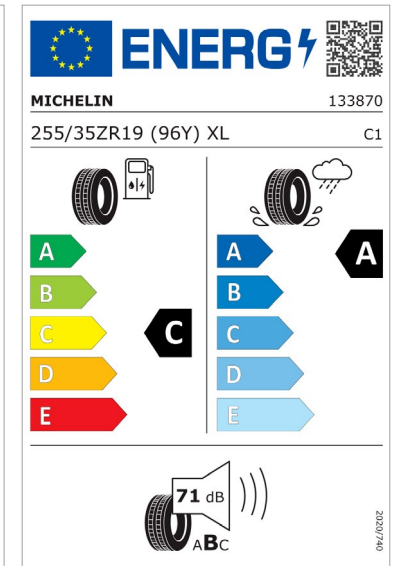 ENERG
MICHELIN 133870
255/35ZR19 (96Y) XL C1
A A A
B B
C C C
D D
E E
71 dB
ABC
2020/740